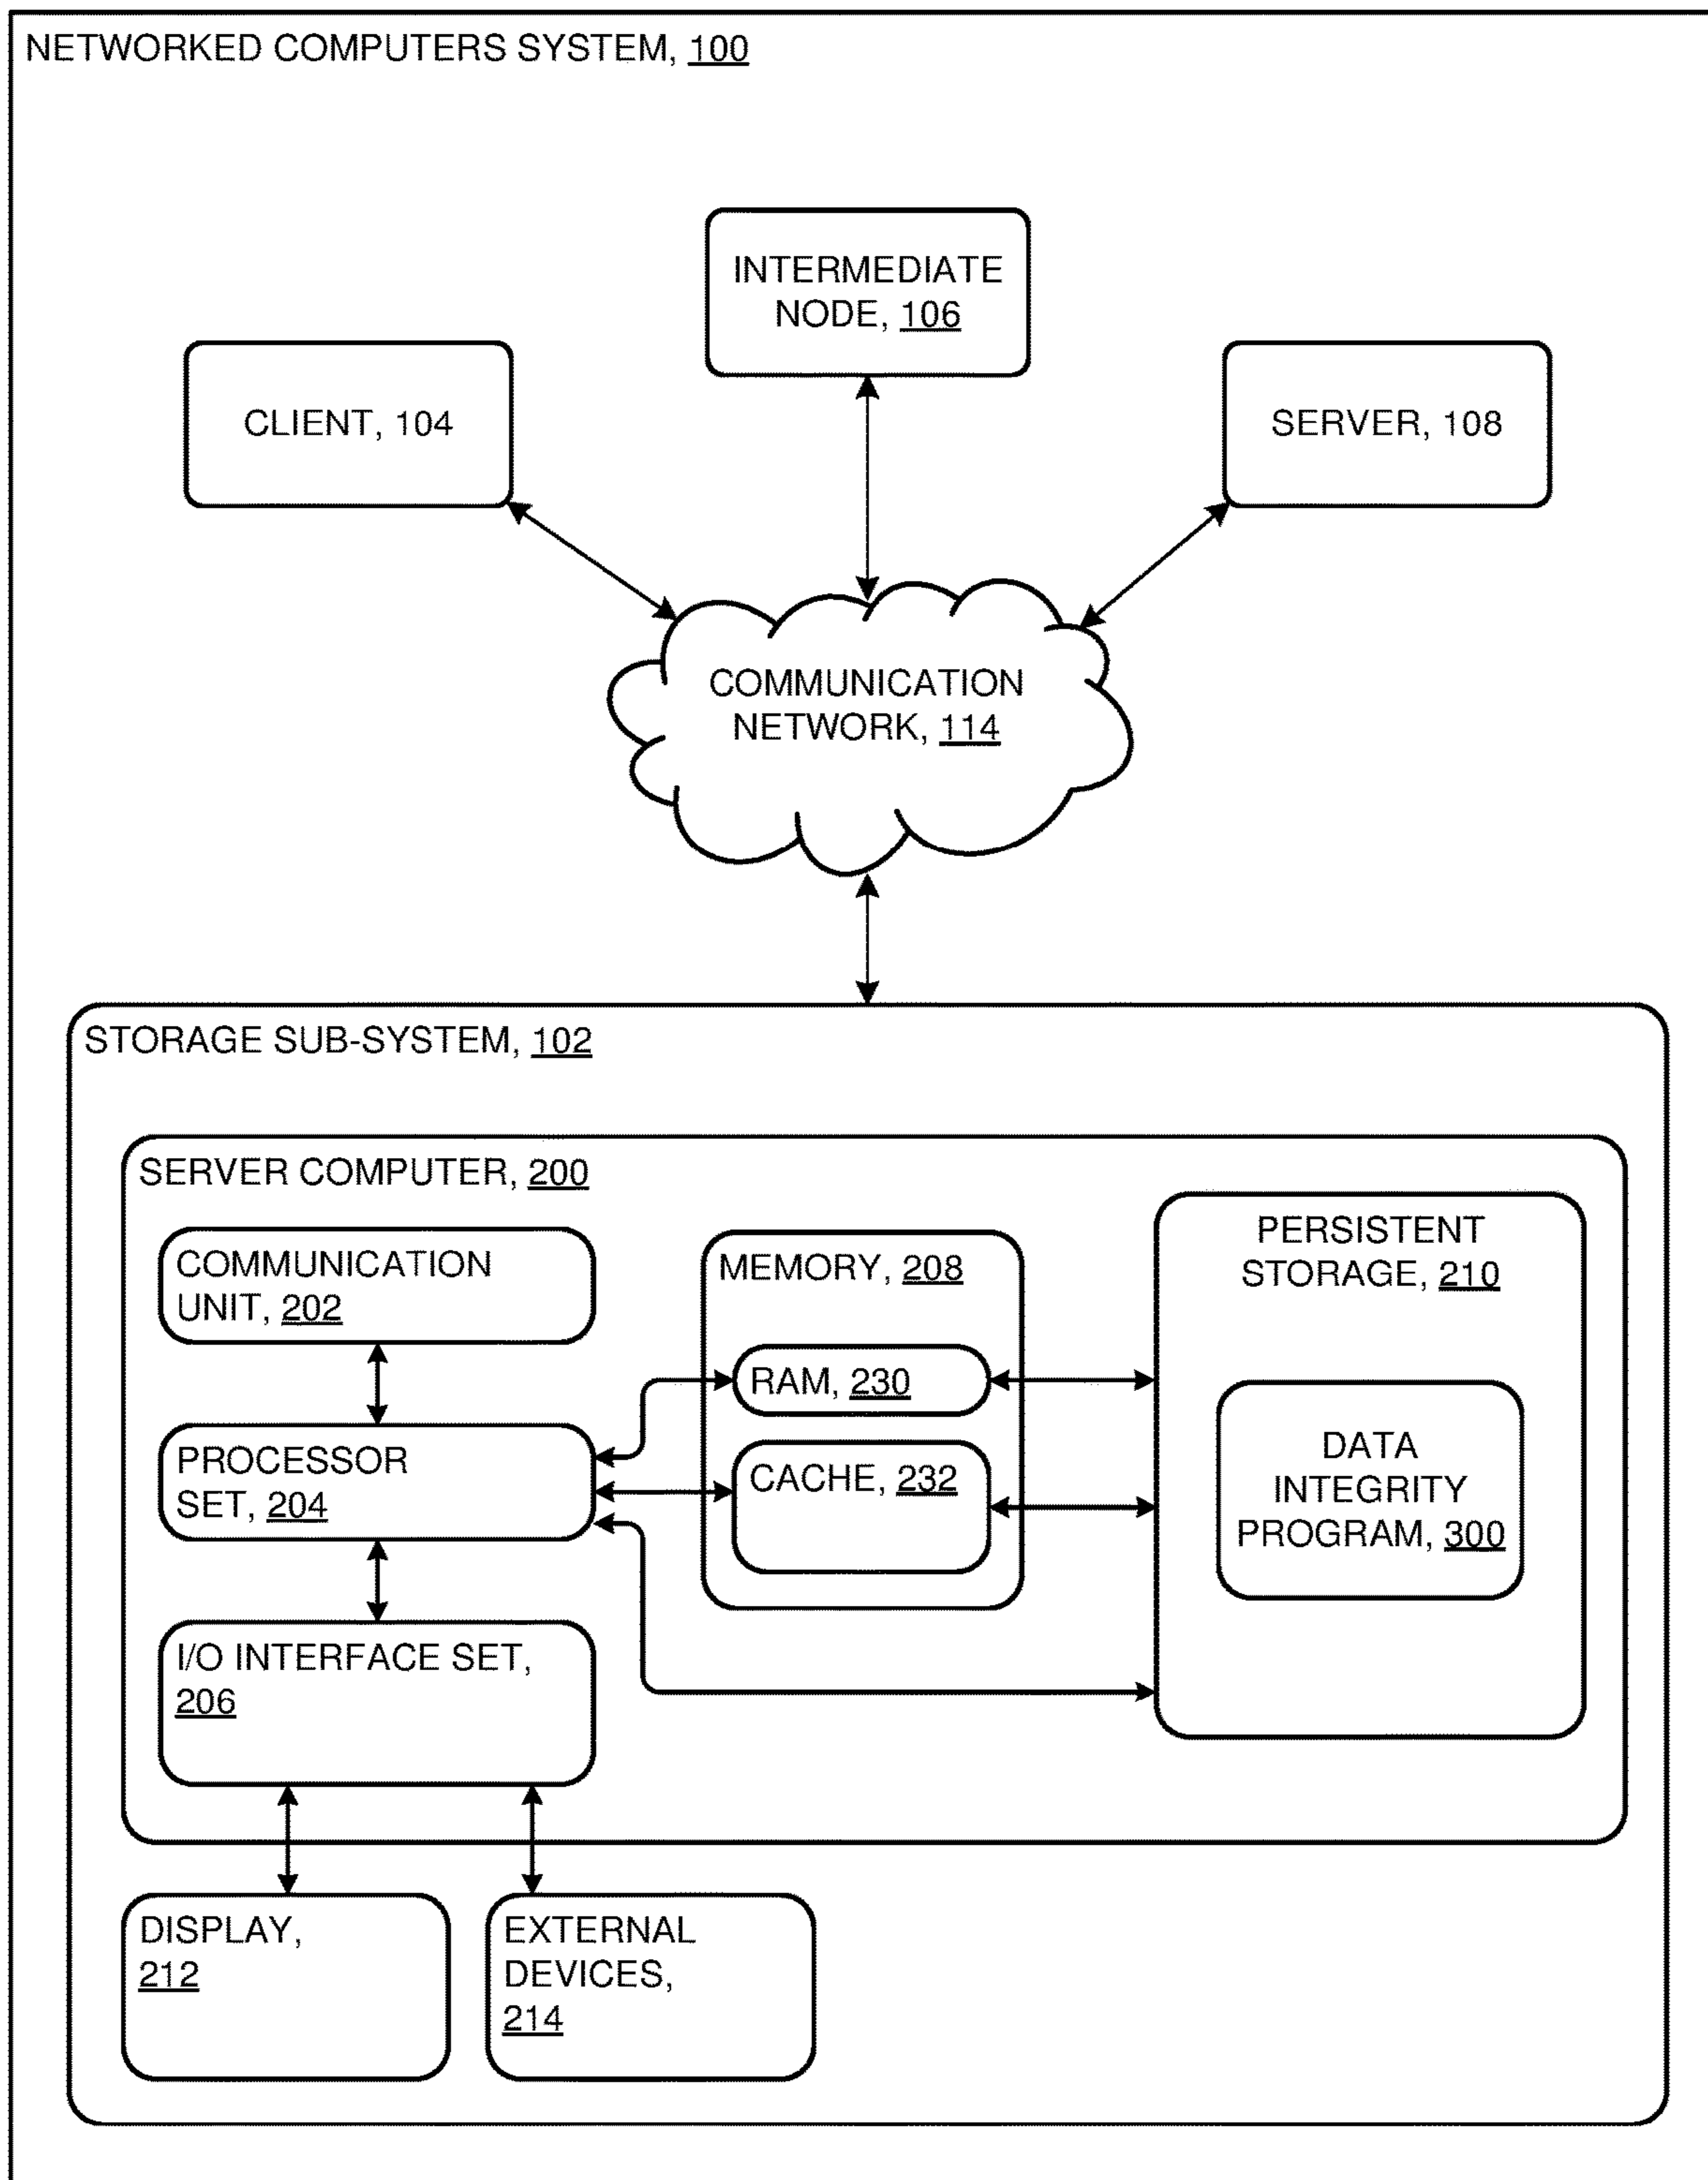 NETWORKED COMPUTERS SYSTEM, 100
INTERMEDIATE
NODE, 106
CLIENT, 104
SERVER, 108
COMMUNICATION
NETWORK, 114
STORAGE SUB-SYSTEM, 102
SERVER COMPUTER, 200
COMMUNICATION
UNIT, 202
MEMORY, 208
PERSISTENT
STORAGE, 210
RAM, 230
PROCESSOR
SET, 204
CACHE, 232
DATA
INTEGRITY
PROGRAM, 300
I/O INTERFACE SET,
206
DISPLAY,
212
EXTERNAL
DEVICES,
214